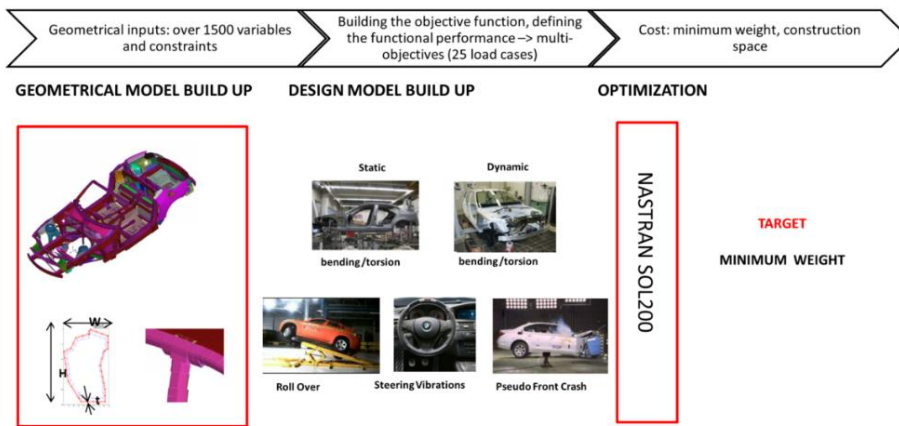 Geometrical inputs: over 1500 variables
and constraints
Building the objective function, defining
the functional performance –> multi-
objectives (25 load cases)
Cost: minimum weight, construction
space
GEOMETRICAL MODEL BUILD UP
DESIGN MODEL BUILD UP
OPTIMIZATION
Static
Dynamic
bending/torsion
bending/torsion
W
H
t
Roll Over
Steering Vibrations
Pseudo Front Crash
NASTRAN SOL200
TARGET
MINIMUM WEIGHT